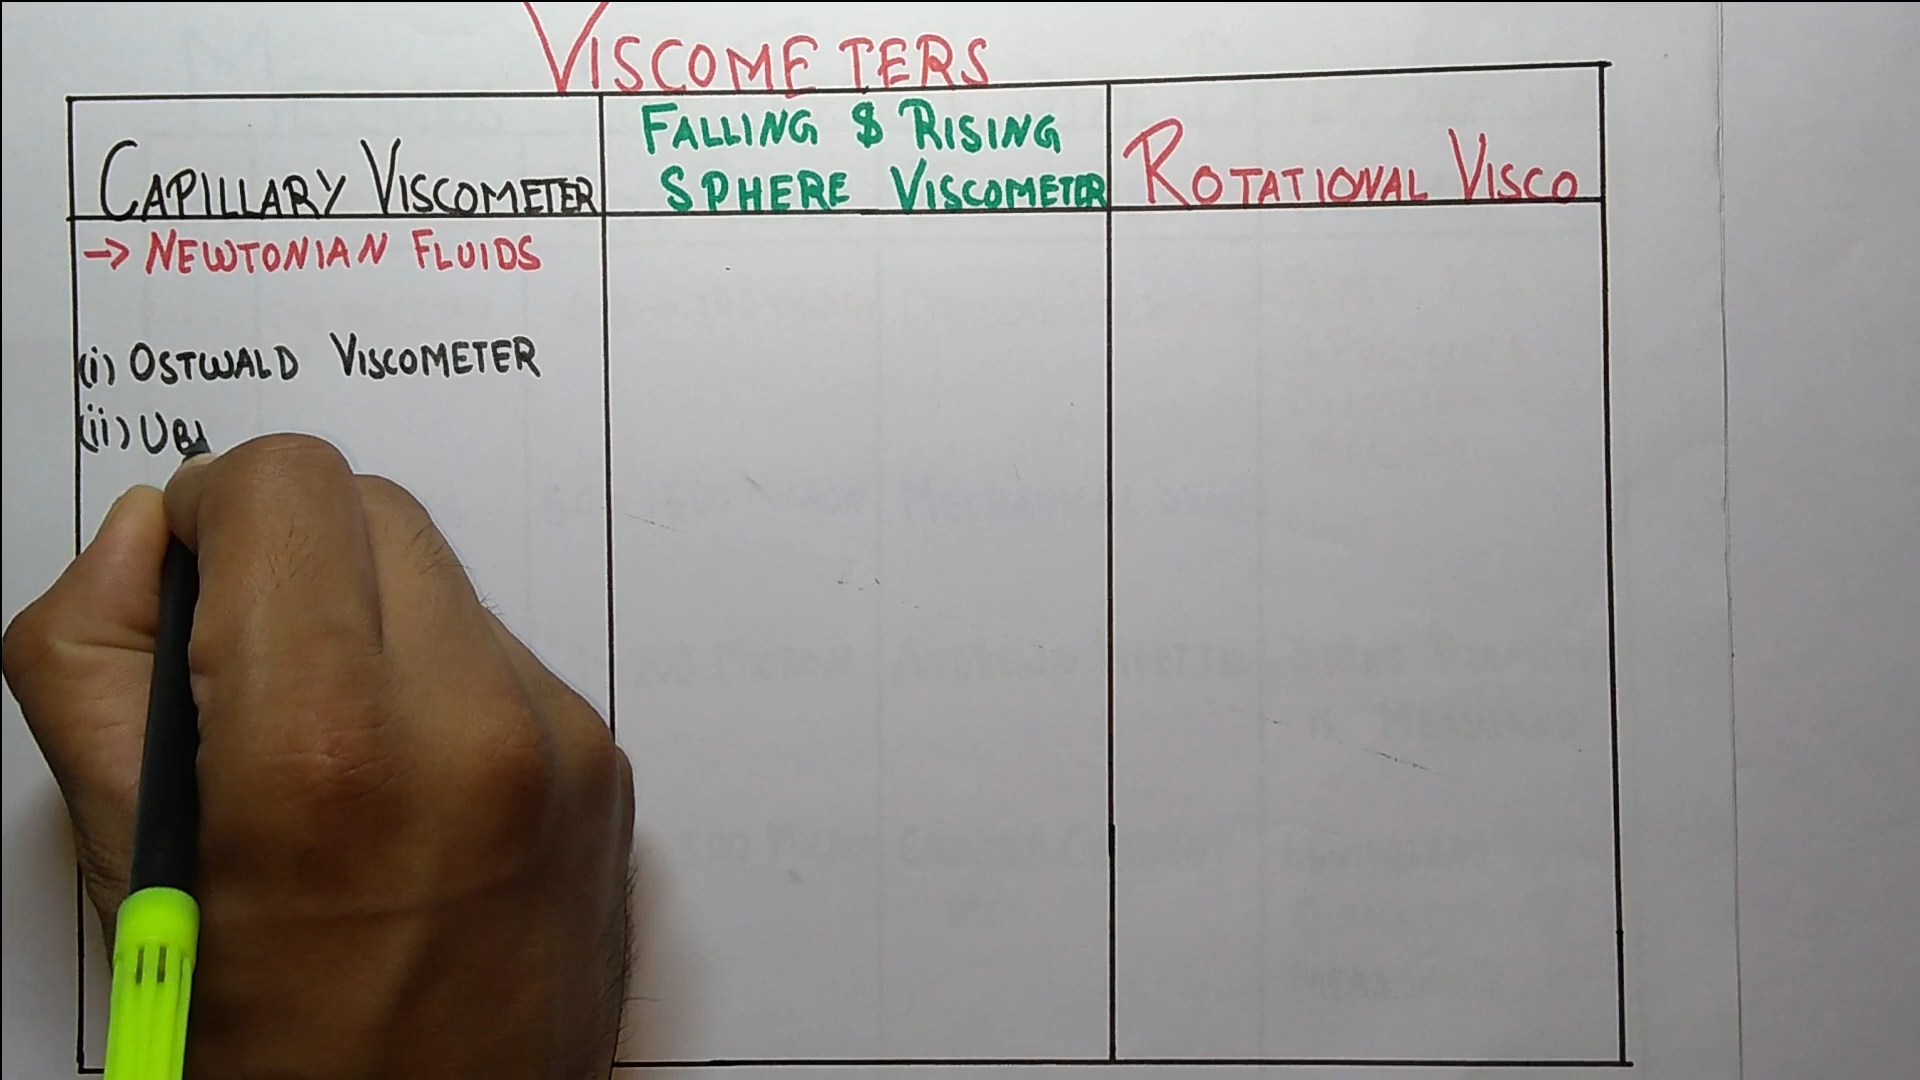 VISCOMETERS
CAPILLARY VISCOMETER
FALLING & RISING
SPHERE VISCOMETER
ROTATIONAL VISCO
→ NEWTONIAN FLUIDS
(i) OSTWALD VISCOMETER
(ii) UB